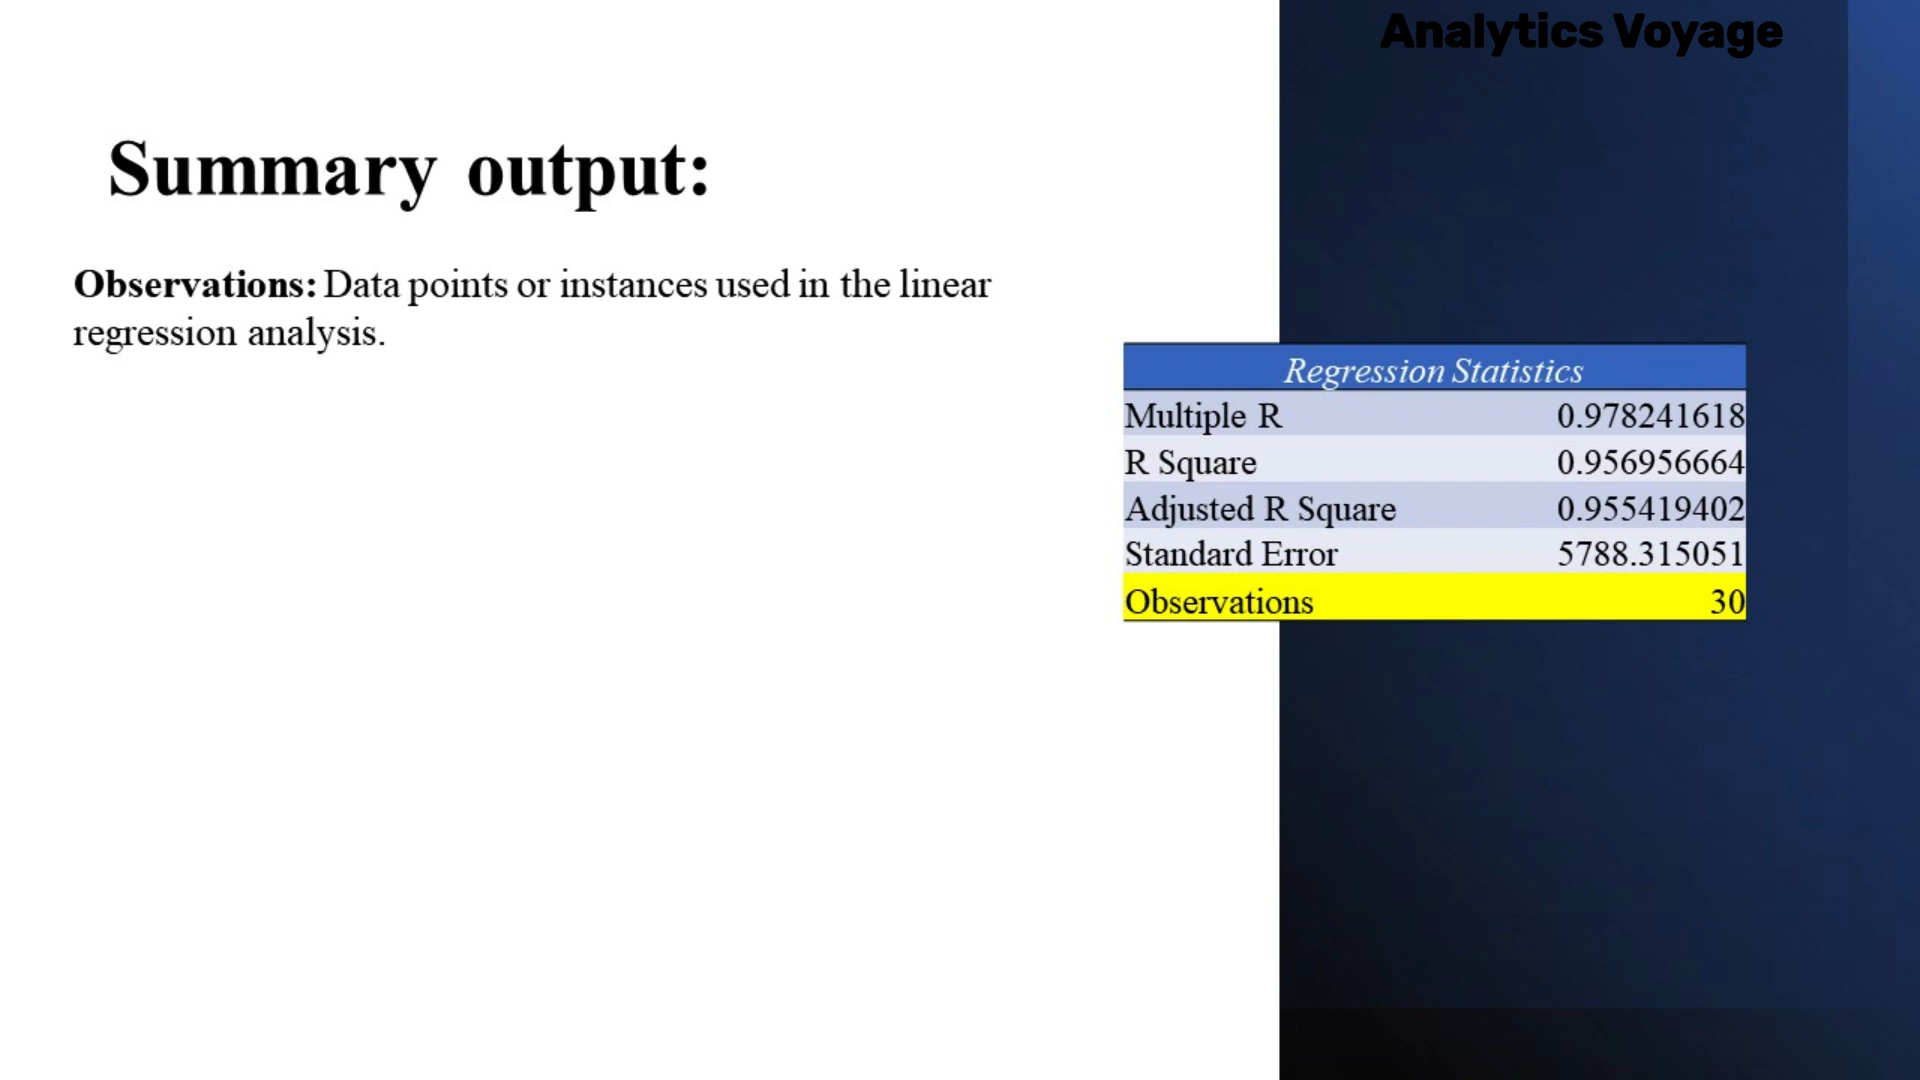 Analytics Voyage
Summary output:
Observations: Data points or instances used in the linear
regression analysis.
Regression Statistics
Multiple R 0.978241618
R Square 0.956956664
Adjusted R Square 0.955419402
Standard Error 5788.315051
Observations 30